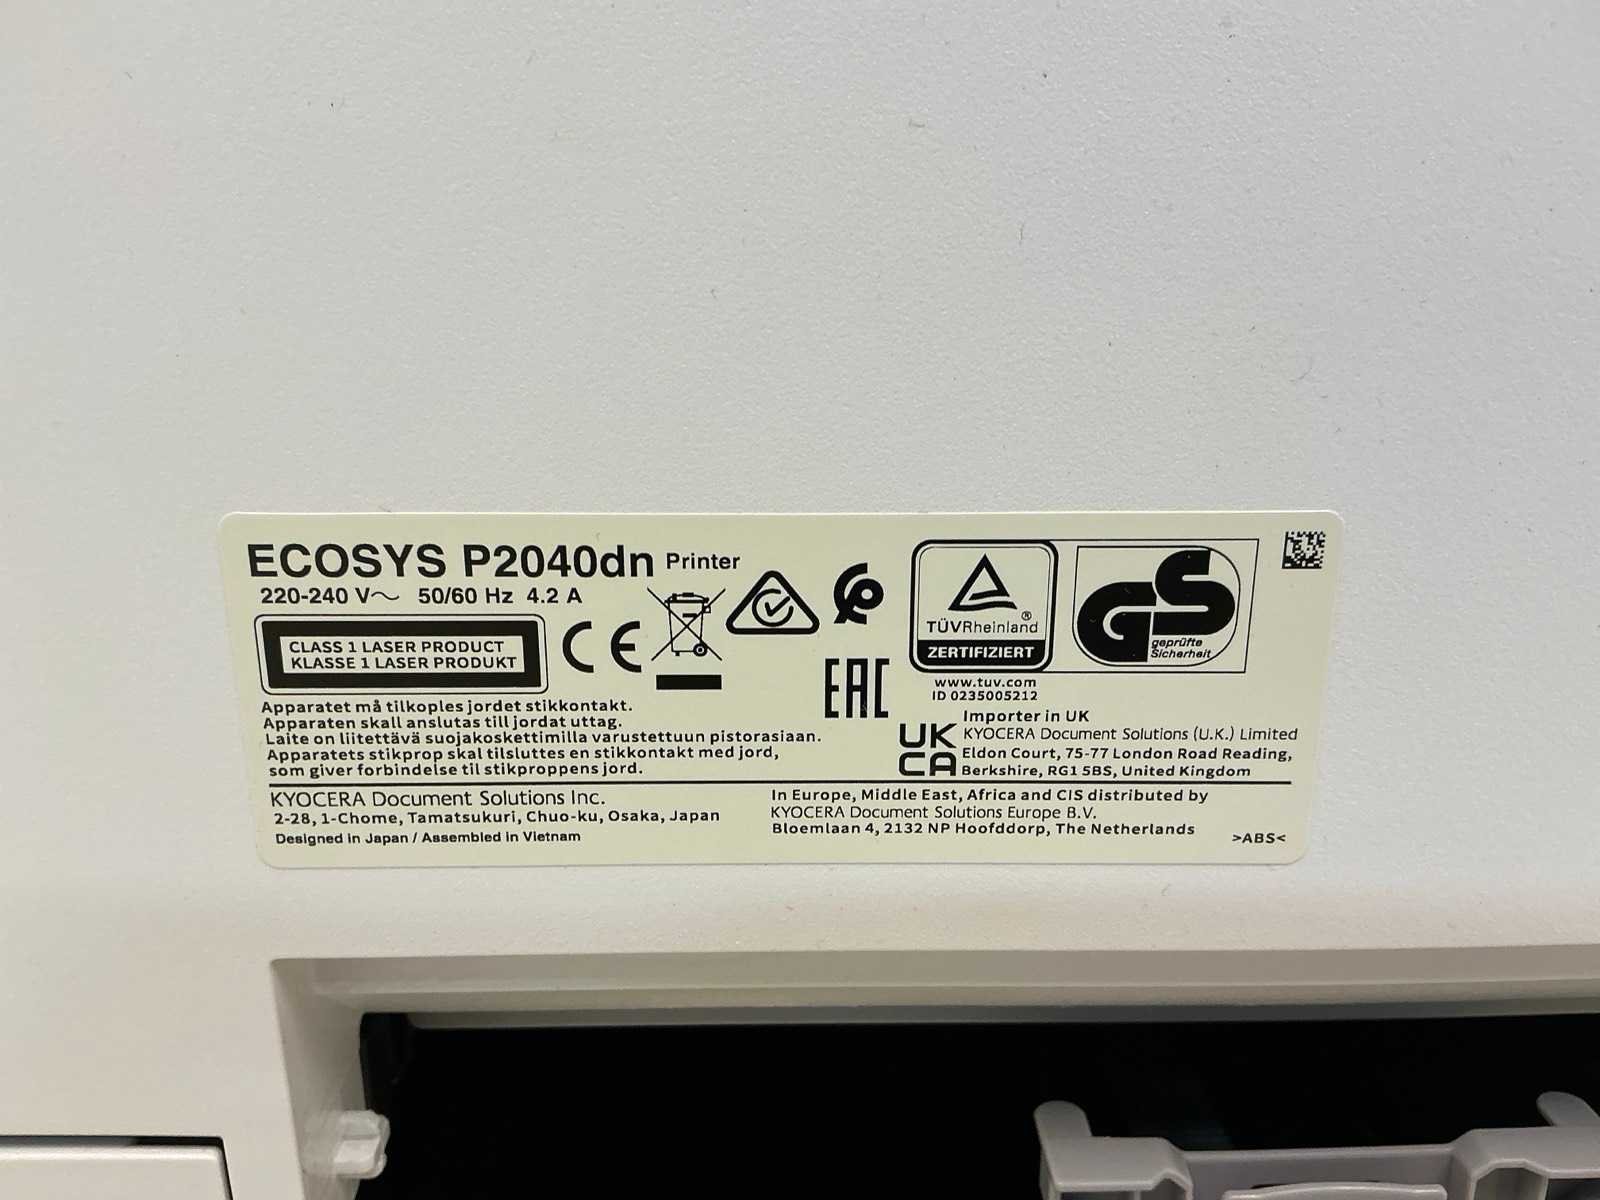 ECOSYS P2040dn Printer
220-240 V～ 50/60 Hz 4.2 A
CLASS 1 LASER PRODUCT
KLASSE 1 LASER PRODUKT
CE
EAC
TÜVRheinland®
ZERTIFIZIERT
www.tuv.com
ID 0235005212
GS
geprüfte
Sicherheit
Apparatet må tilkoples jordet stikkontakt.
Apparaten skall anslutas till jordat uttag.
Laite on liitettävä suojakoskettimilla varustettuun pistorasiaan.
Apparatets stikprop skal tilsluttes en stikkontakt med jord,
som giver forbindelse til stikproppens jord.
UK
CA
Importer in UK
KYOCERA Document Solutions (U.K.) Limited
Eldon Court, 75-77 London Road Reading,
Berkshire, RG1 5BS, United Kingdom
KYOCERA Document Solutions Inc.
2-28, 1-Chome, Tamatsukuri, Chuo-ku, Osaka, Japan
Designed in Japan / Assembled in Vietnam
In Europe, Middle East, Africa and CIS distributed by
KYOCERA Document Solutions Europe B.V.
Bloemlaan 4, 2132 NP Hoofddorp, The Netherlands
>ABS<